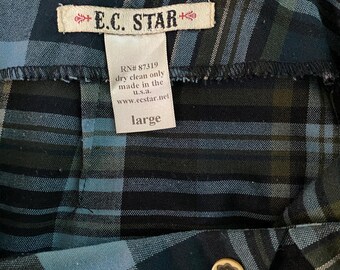 E.C. STAR
RN# 87319
dry clean only
made in the
u.s.a.
www.ecstar.net
large